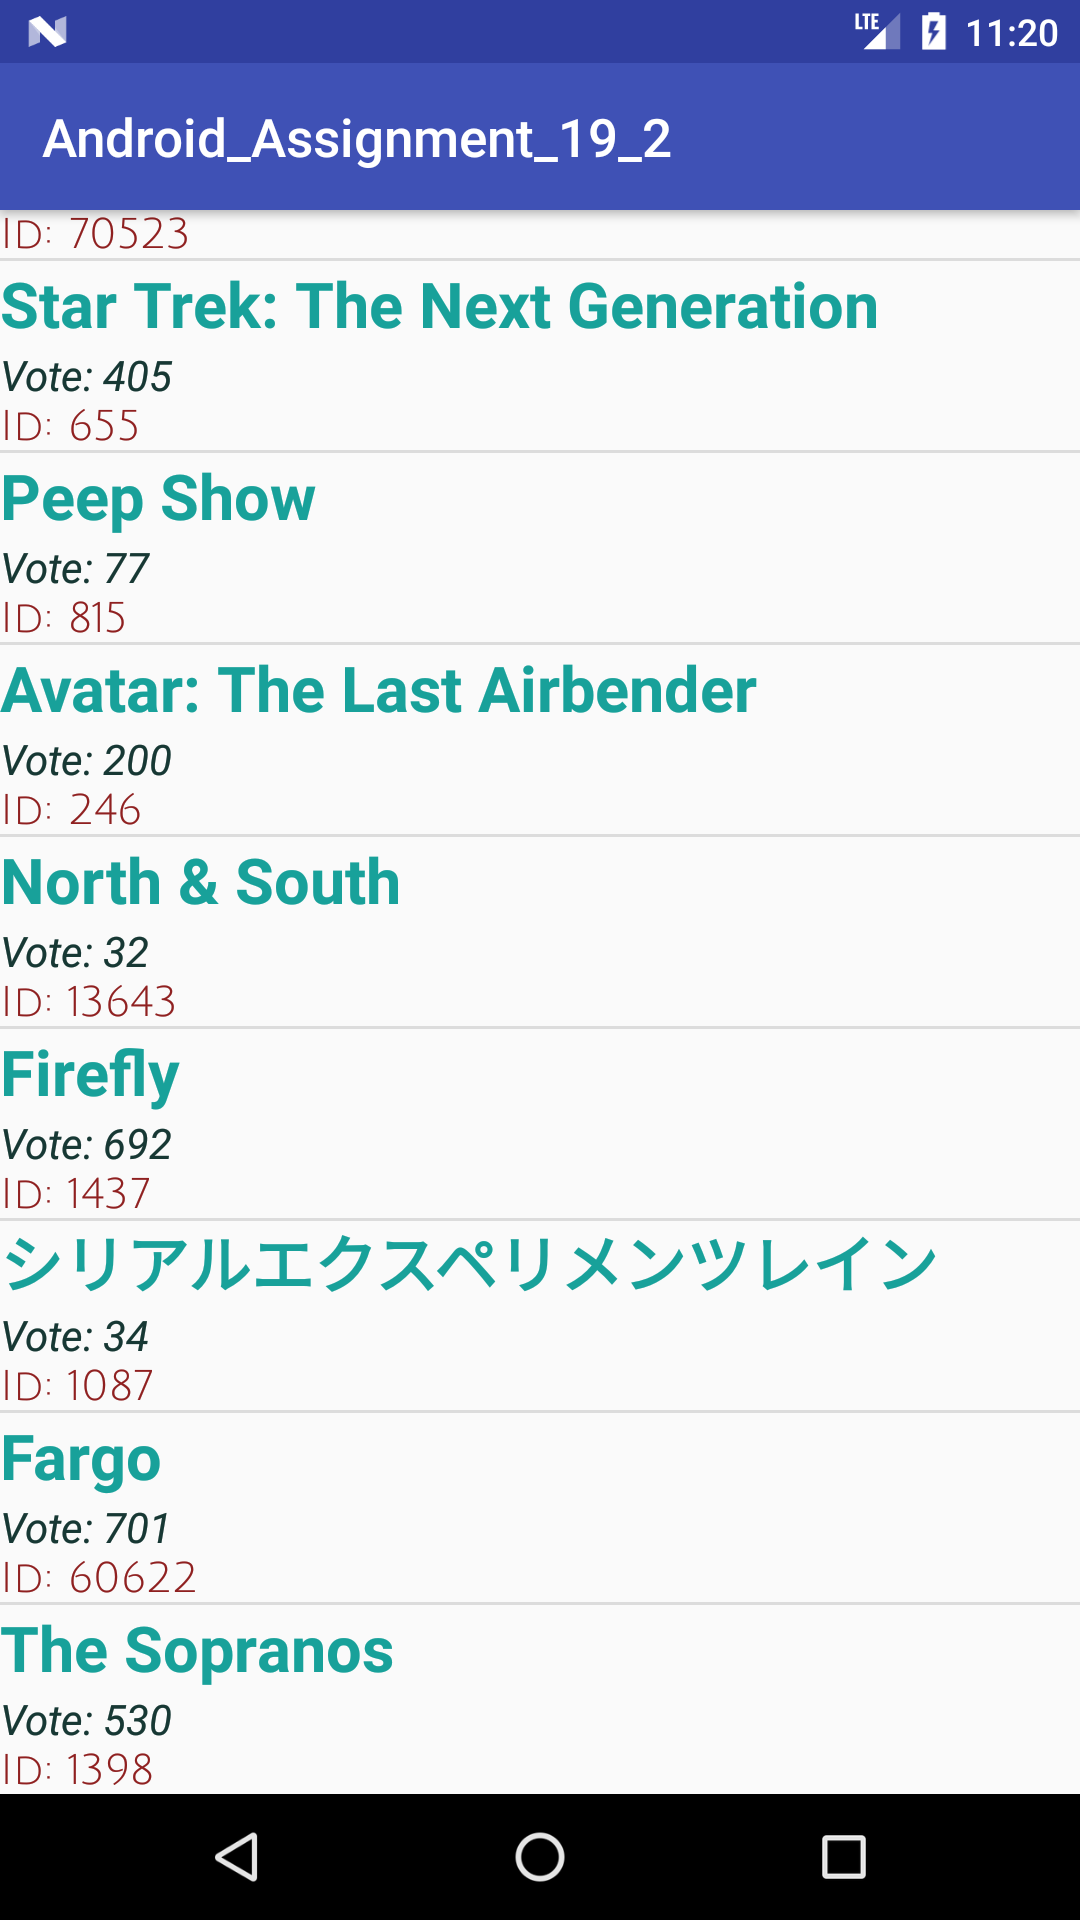 LTE 11:20
Android_Assignment_19_2
ID: 70523
Star Trek: The Next Generation
Vote: 405
ID: 655
Peep Show
Vote: 77
ID: 815
Avatar: The Last Airbender
Vote: 200
ID: 246
North & South
Vote: 32
ID: 13643
Firefly
Vote: 692
ID: 1437
シリアルエクスペリメンツレイン
Vote: 34
ID: 1087
Fargo
Vote: 701
ID: 60622
The Sopranos
Vote: 530
ID: 1398